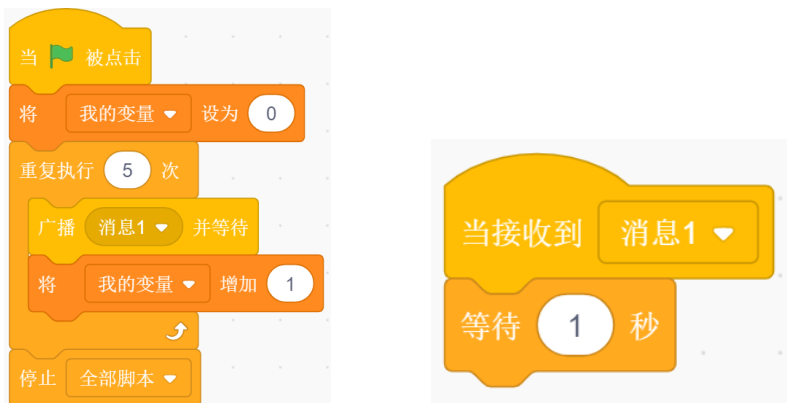 当 被点击
将 我的变量 设为 0
重复执行 5 次
广播 消息1 并等待
将 我的变量 增加 1
停止 全部脚本
当接收到 消息1
等待 1 秒